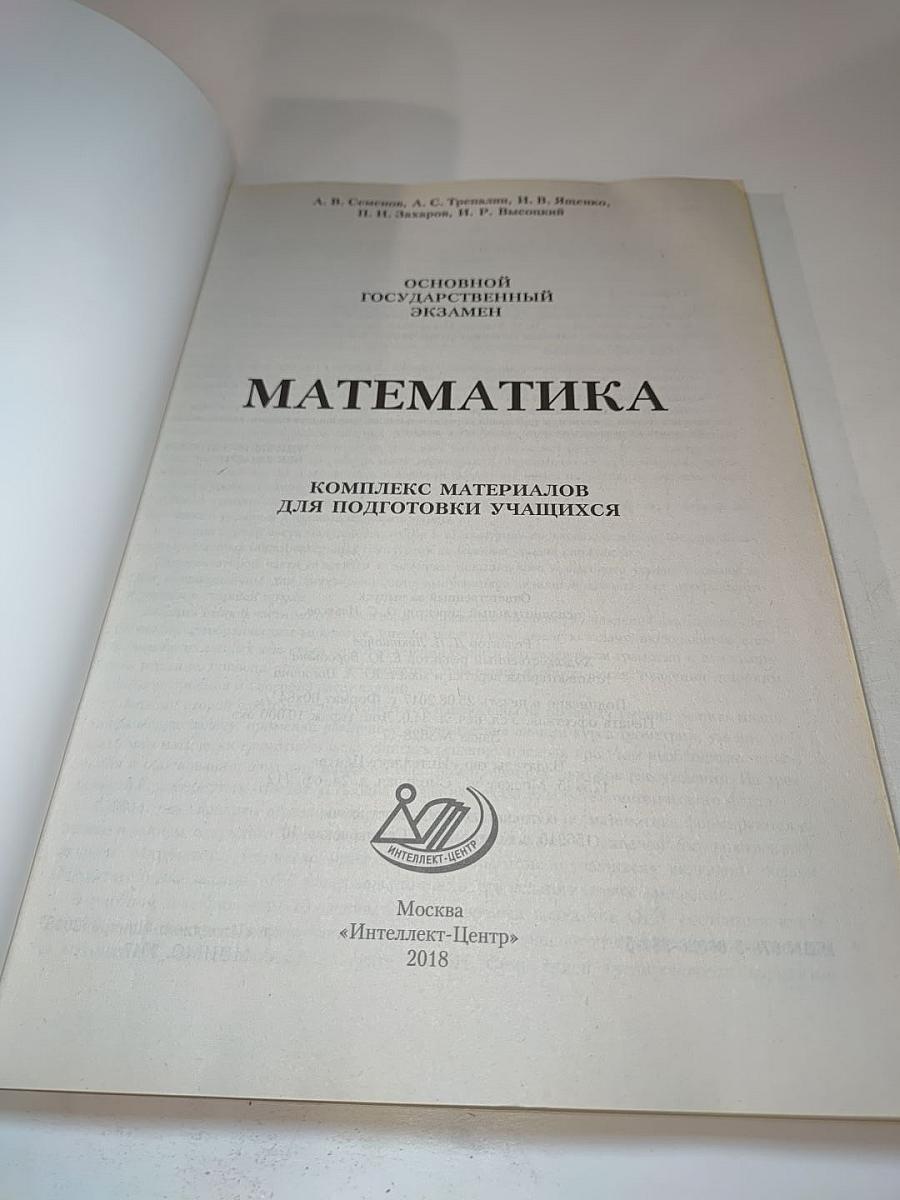 А. В. Семенов, А. С. Трепалин, И. В. Ященко,
П. И. Захаров, И. Р. Высоцкий
ОСНОВНОЙ
ГОСУДАРСТВЕННЫЙ
ЭКЗАМЕН
МАТЕМАТИКА
КОМПЛЕКС МАТЕРИАЛОВ
ДЛЯ ПОДГОТОВКИ УЧАЩИХСЯ
ИНТЕЛЛЕКТ-ЦЕНТР
Москва
«Интеллект-Центр»
2018